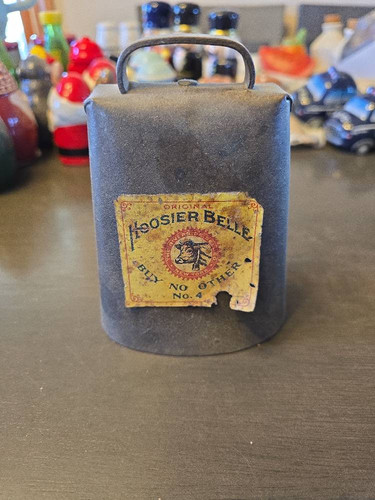 ORIGINAL
HOOSIER BELLE
BUY NO OTHER
No. 4